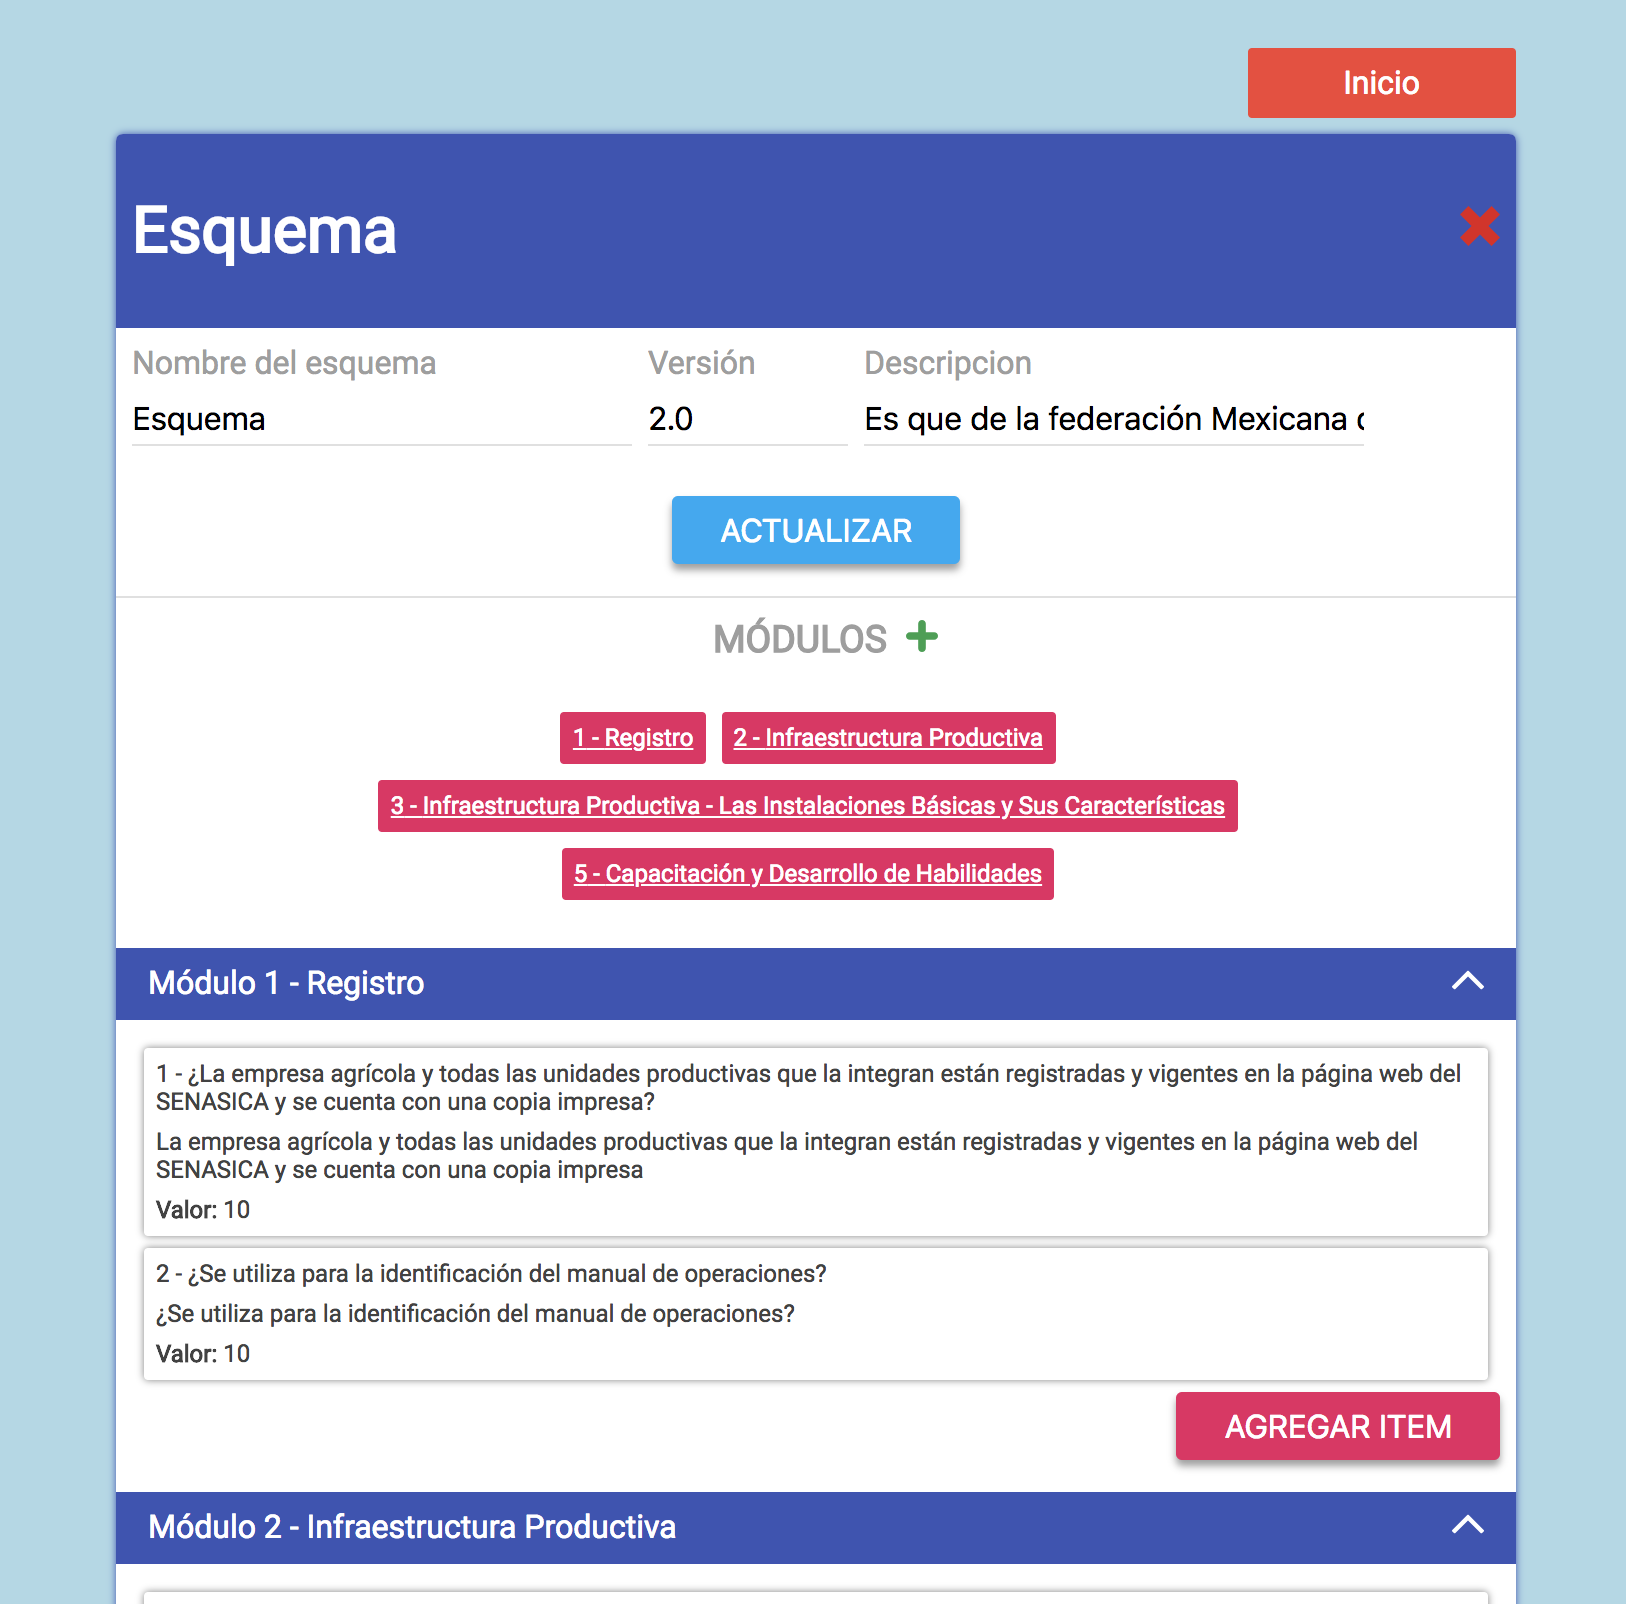 Inicio
Esquema
Nombre del esquema
Versión
Descripcion
Esquema
2.0
Es que de la federación Mexicana
ACTUALIZAR
MÓDULOS
1 - Registro
2 - Infraestructura Productiva
3 - Infraestructura Productiva - Las Instalaciones Básicas y Sus Características
5 - Capacitación y Desarrollo de Habilidades
Módulo 1 - Registro
1 - ¿La empresa agrícola y todas las unidades productivas que la integran están registradas y vigentes en la página web del
SENASICA y se cuenta con una copia impresa?
La empresa agrícola y todas las unidades productivas que la integran están registradas y vigentes en la página web del
SENASICA y se cuenta con una copia impresa
Valor: 10
2 - ¿Se utiliza para la identificación del manual de operaciones?
¿Se utiliza para la identificación del manual de operaciones?
Valor: 10
AGREGAR ITEM
Módulo 2 - Infraestructura Productiva